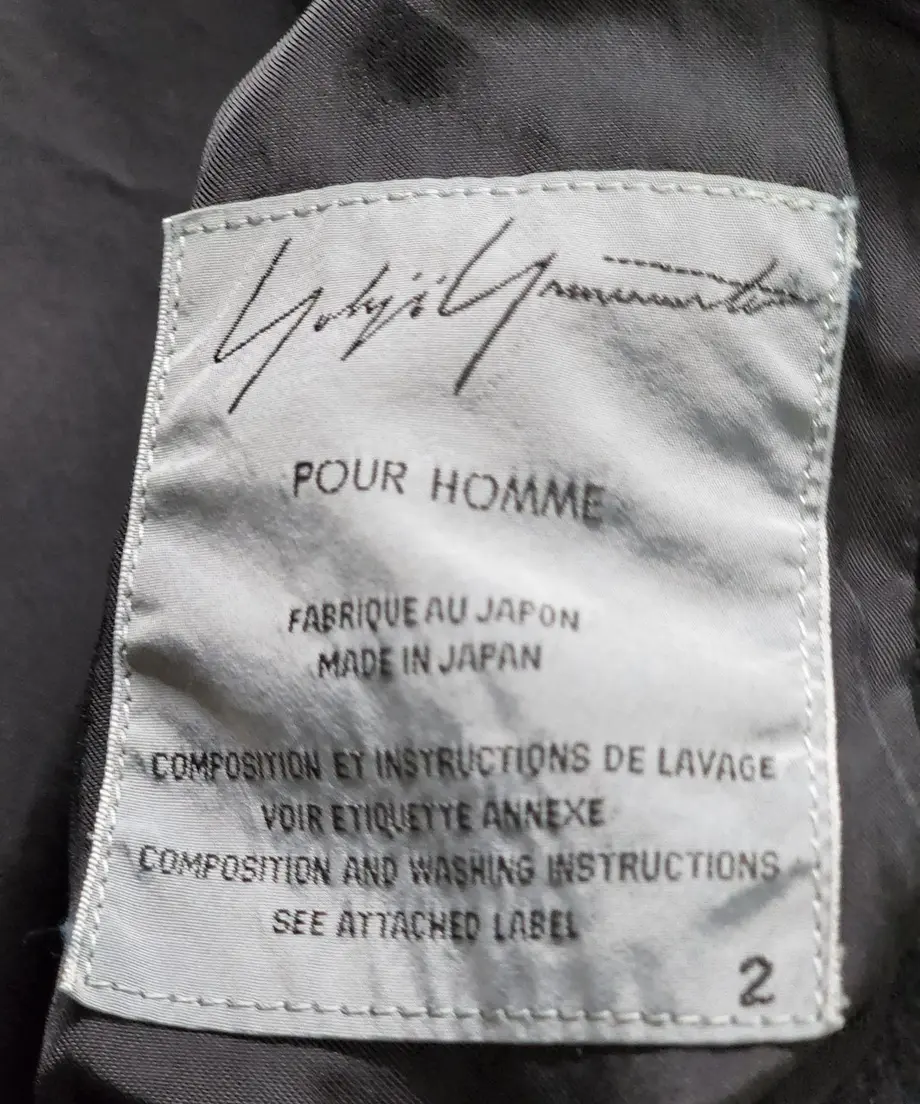 Yohji Yamamoto
POUR HOMME
FABRIQUE AU JAPON
MADE IN JAPAN
COMPOSITION ET INSTRUCTIONS DE LAVAGE
VOIR ETIQUETTE ANNEXE
COMPOSITION AND WASHING INSTRUCTIONS
SEE ATTACHED LABEL
2